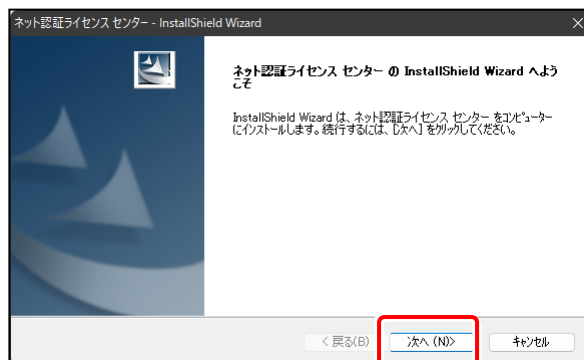 ネット認証ライセンス センター - InstallShield Wizard
ネット認証ライセンス センター の InstallShield Wizard へよう
こそ
InstallShield Wizard は、ネット認証ライセンス センター をコンピューター
にインストールします。続行するには、[次へ] をクリックしてください。
< 戻る(B)
次へ (N)>
キャンセル